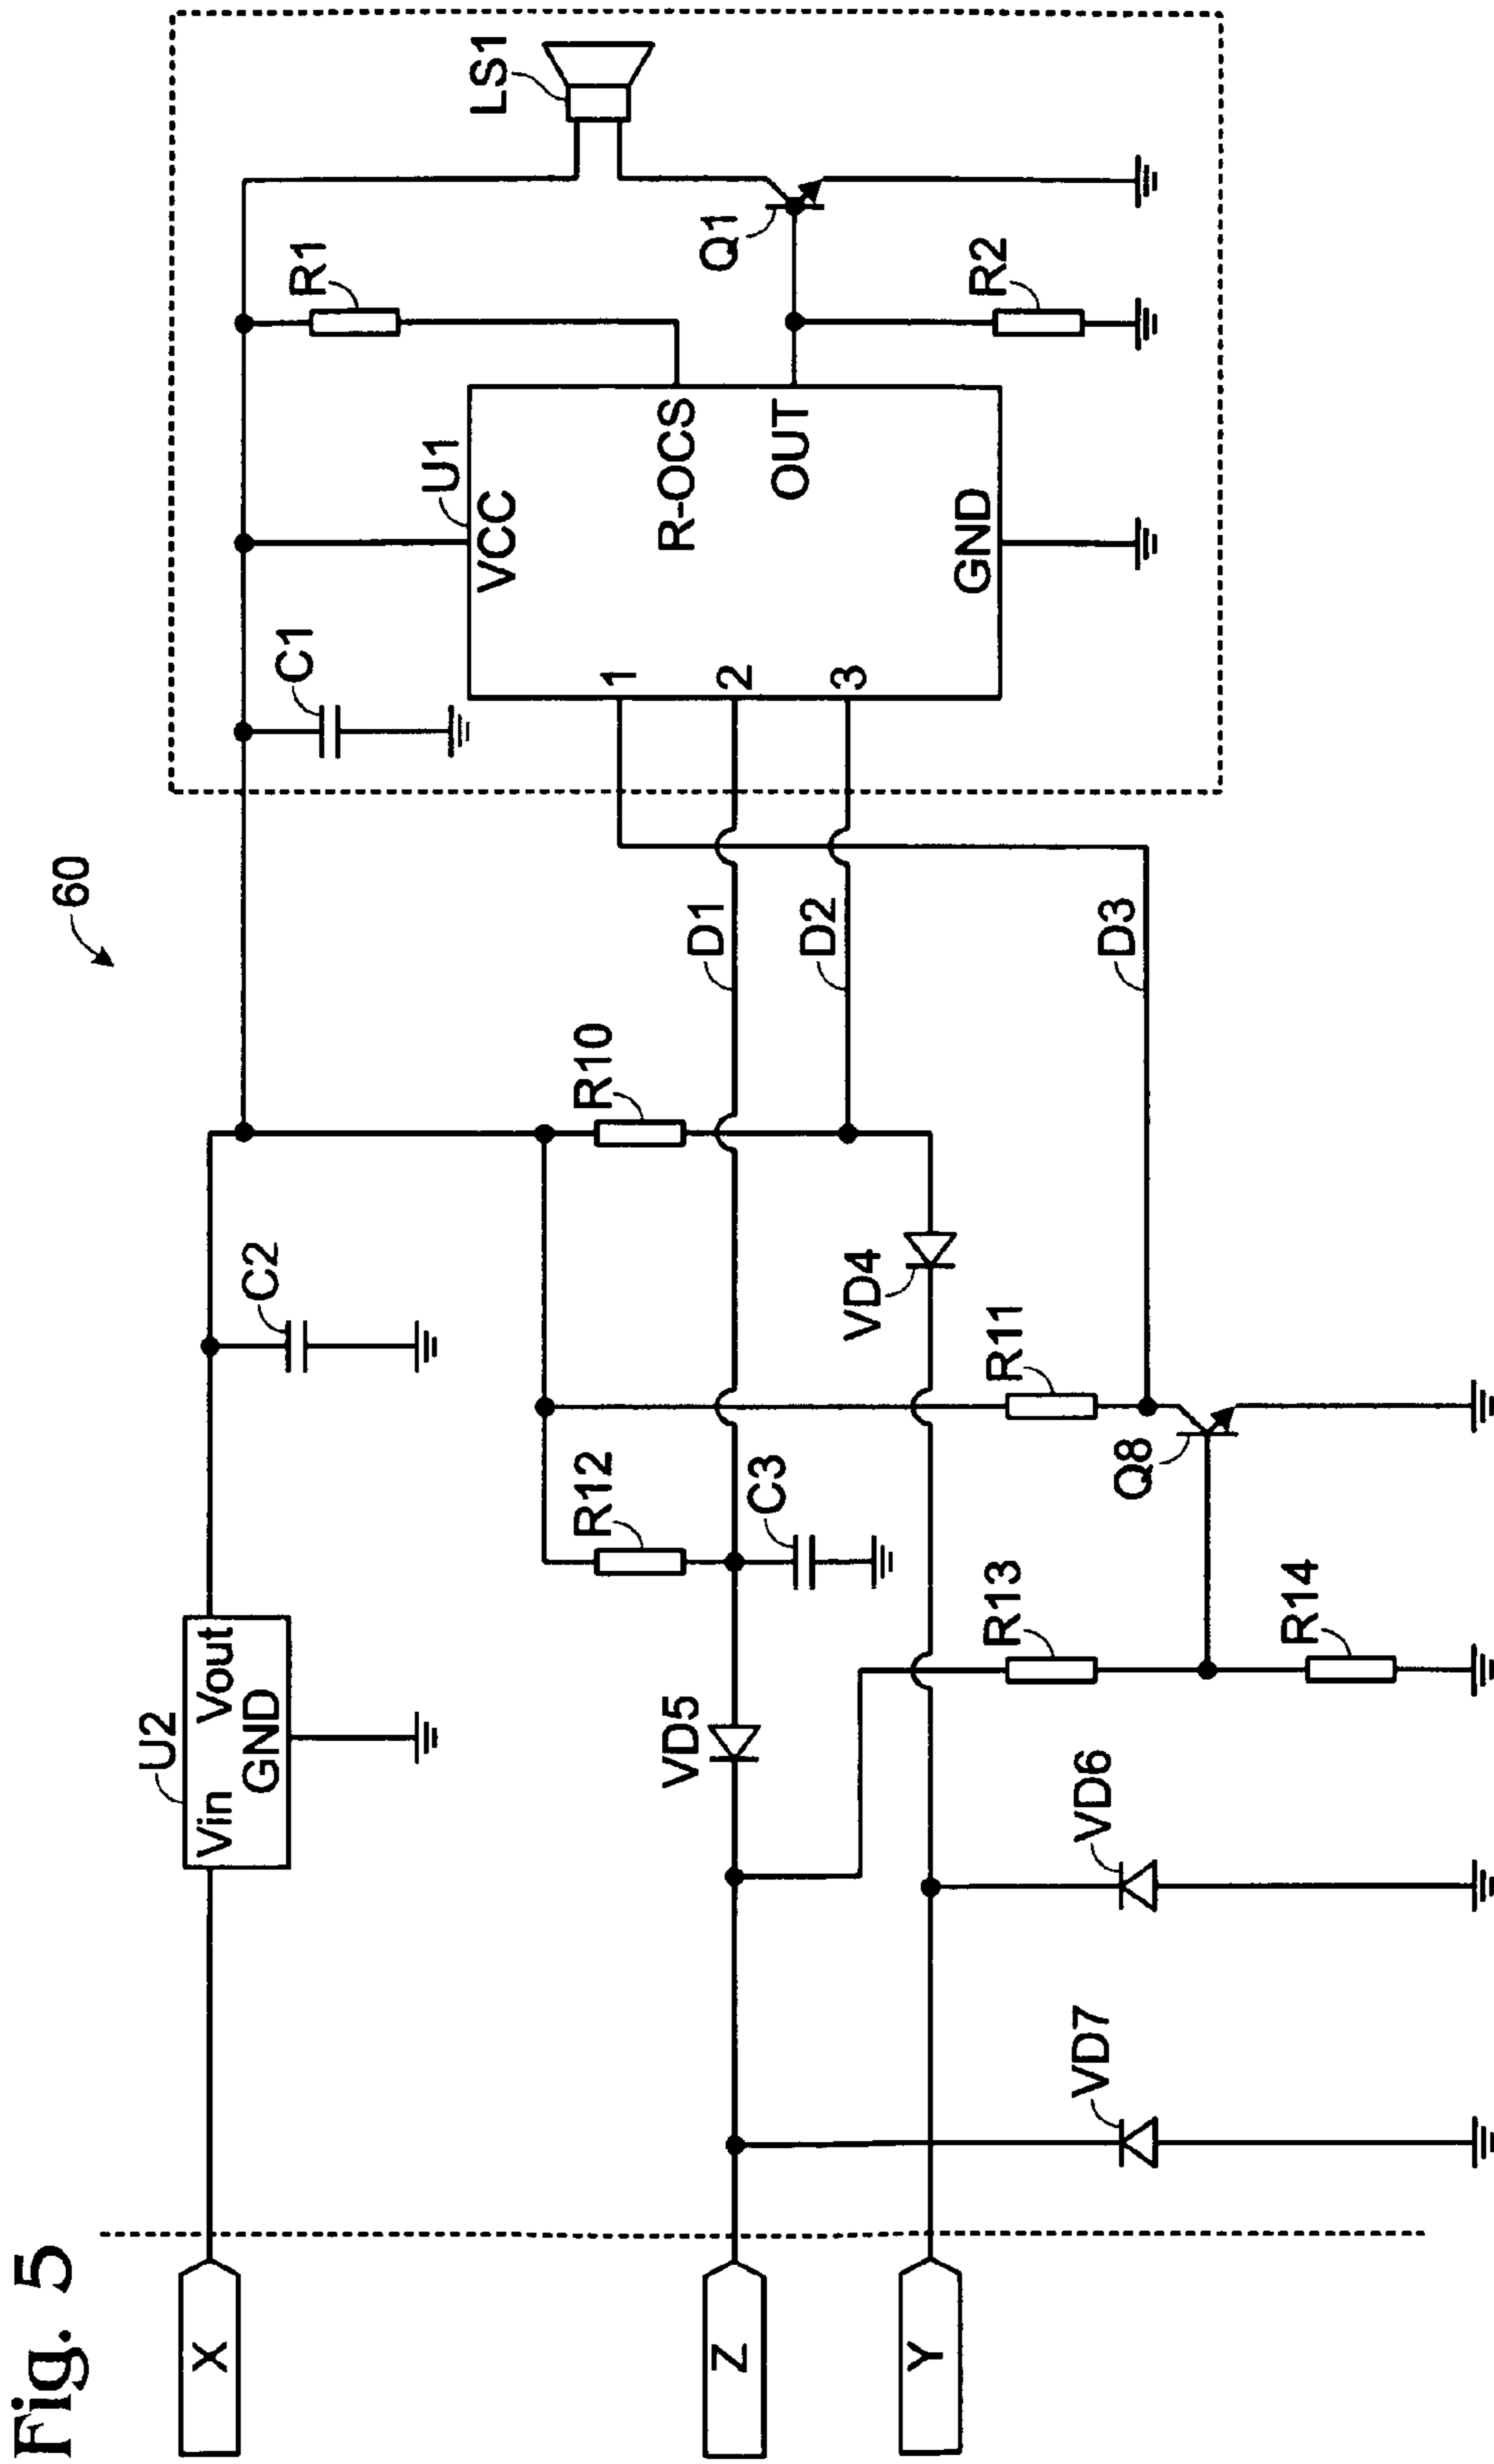 Fig. 5
60
X
Z
Y
U2
Vin
Vout
GND
C2
C1
U1
VCC
R-OCS
OUT
GND
1
2
3
R1
R2
Q1
LS1
D1
D2
D3
R10
R11
R12
C3
VD4
VD5
Q8
R13
R14
VD6
VD7